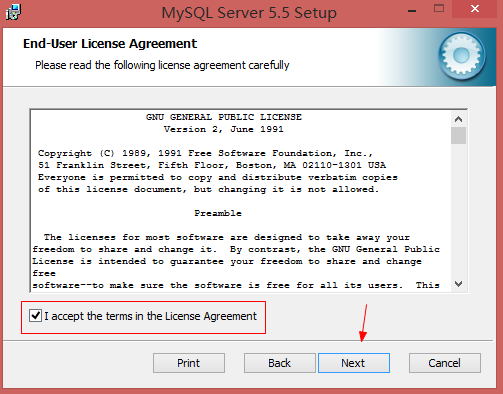 MySQL Server 5.5 Setup
End-User License Agreement
Please read the following license agreement carefully
GNU GENERAL PUBLIC LICENSE
Version 2, June 1991
Copyright (C) 1989, 1991 Free Software Foundation, Inc.,
51 Franklin Street, Fifth Floor, Boston, MA 02110-1301 USA
Everyone is permitted to copy and distribute verbatim copies
of this license document, but changing it is not allowed.
Preamble
The licenses for most software are designed to take away your
freedom to share and change it. By contrast, the GNU General Public
License is intended to guarantee your freedom to share and change
free
software--to make sure the software is free for all its users. This
I accept the terms in the License Agreement
Print Back Next Cancel